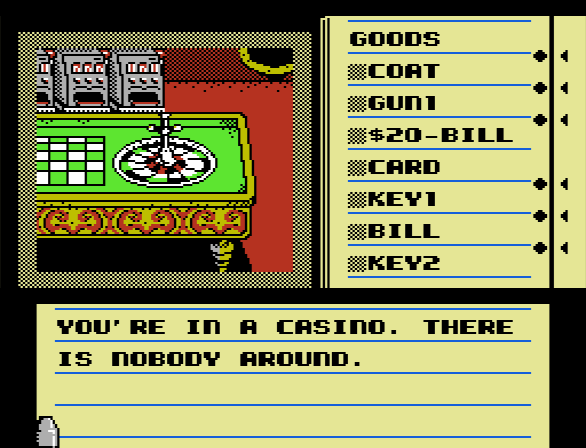 GOODS
COAT
GUN1
$20-BILL
CARD
KEY1
BILL
KEY2
YOU'RE IN A CASINO. THERE
IS NOBODY AROUND.